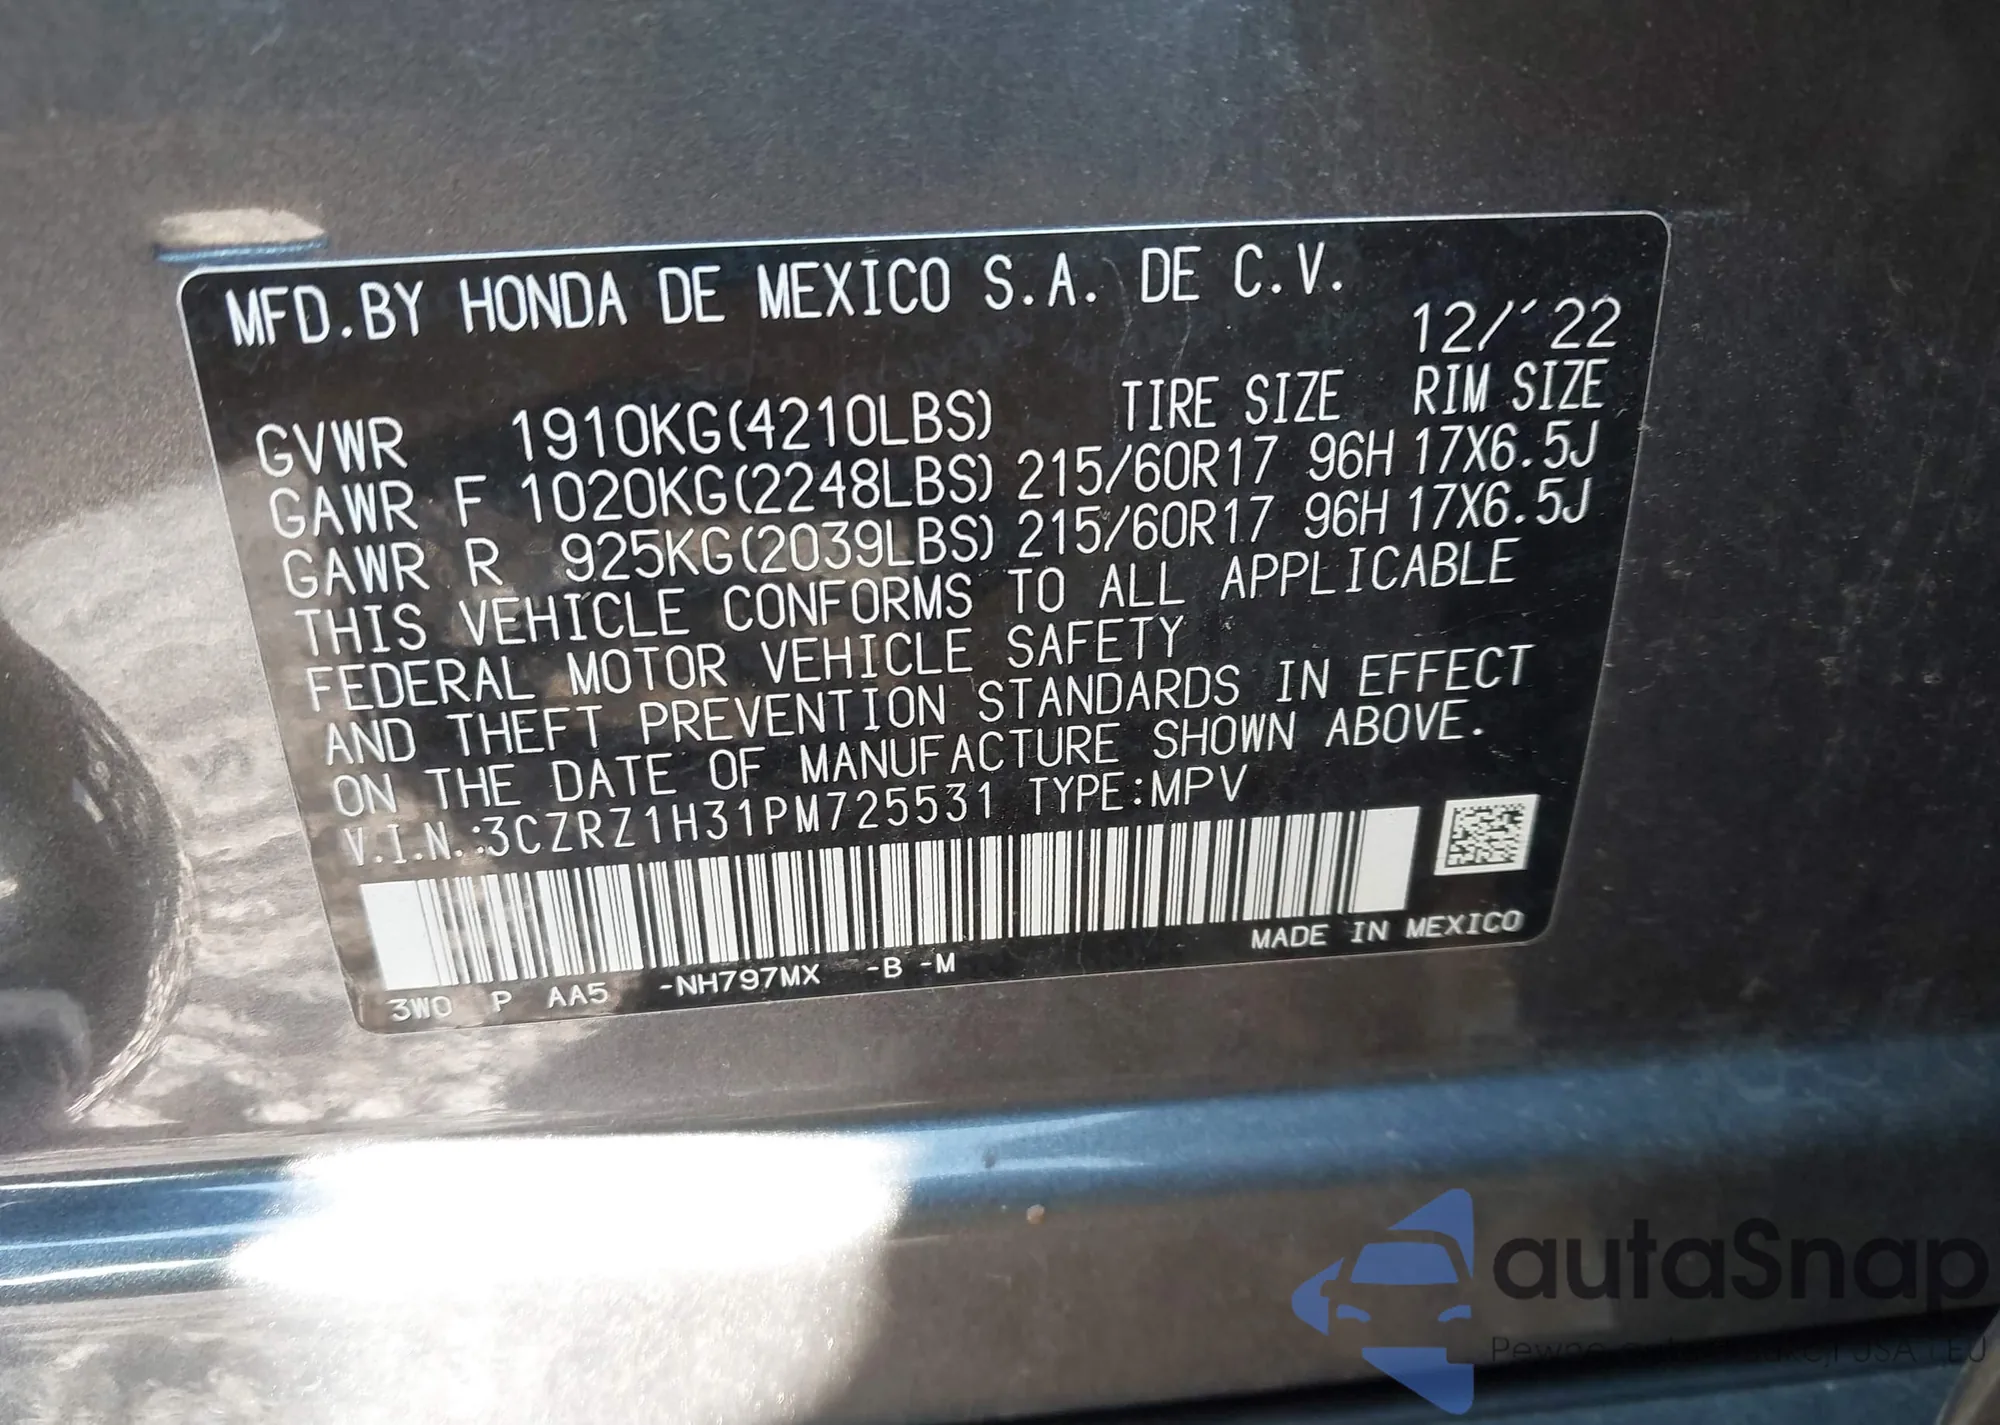 MFD.BY HONDA DE MEXICO S.A. DE C.V.
12/'22
TIRE SIZE RIM SIZE
GVWR 1910KG(4210LBS)
GAWR F 1020KG(2248LBS) 215/60R17 96H 17X6.5J
GAWR R 925KG(2039LBS) 215/60R17 96H 17X6.5J
THIS VEHICLE CONFORMS TO ALL APPLICABLE
FEDERAL MOTOR VEHICLE SAFETY
AND THEFT PREVENTION STANDARDS IN EFFECT
ON THE DATE OF MANUFACTURE SHOWN ABOVE.
V.I.N.:3CZRZ1H31PM725531 TYPE:MPV
MADE IN MEXICO
3W0 P AA5 -NH797MX -B -M
autaSnap
Pewne USA i EU